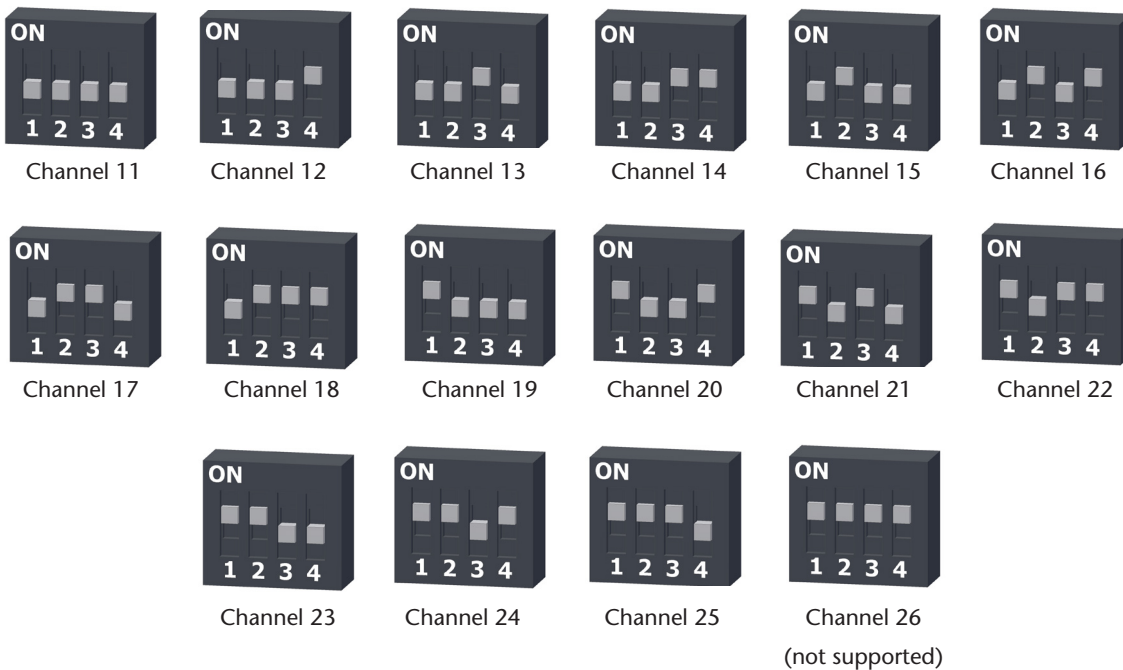 ON ON ON ON ON ON
1 2 3 4 1 2 3 4 1 2 3 4 1 2 3 4 1 2 3 4 1 2 3 4
Channel 11 Channel 12 Channel 13 Channel 14 Channel 15 Channel 16
ON ON ON ON ON ON
1 2 3 4 1 2 3 4 1 2 3 4 1 2 3 4 1 2 3 4 1 2 3 4
Channel 17 Channel 18 Channel 19 Channel 20 Channel 21 Channel 22
ON ON ON ON
1 2 3 4 1 2 3 4 1 2 3 4 1 2 3 4
Channel 23 Channel 24 Channel 25 Channel 26
(not supported)